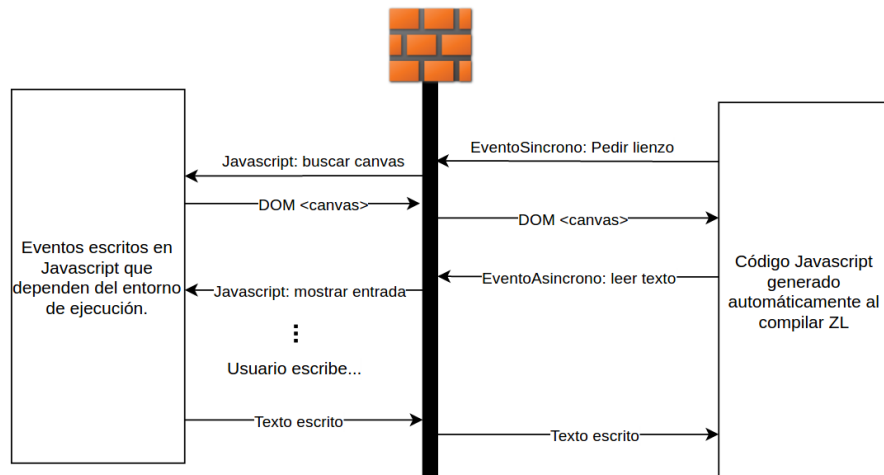 EventoSincrono: Pedir lienzo
Javascript: buscar canvas
DOM <canvas>
DOM <canvas>
Eventos escritos en
Javascript que
dependen del entorno
de ejecución.
EventoAsincrono: leer texto
Javascript: mostrar entrada
Código Javascript
generado
automáticamente al
compilar ZL
Usuario escribe...
Texto escrito
Texto escrito